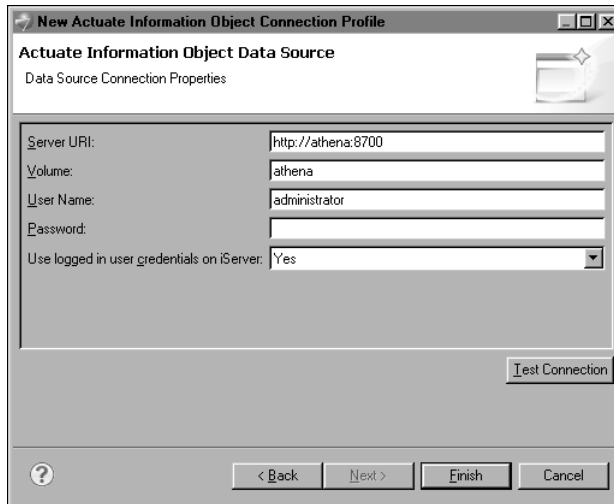 New Actuate Information Object Connection Profile
Actuate Information Object Data Source
Data Source Connection Properties
Server URI: http://athena:8700
Volume: athena
User Name: administrator
Password:
Use logged in user credentials on iServer: Yes
Test Connection
? < Back Next > Finish Cancel